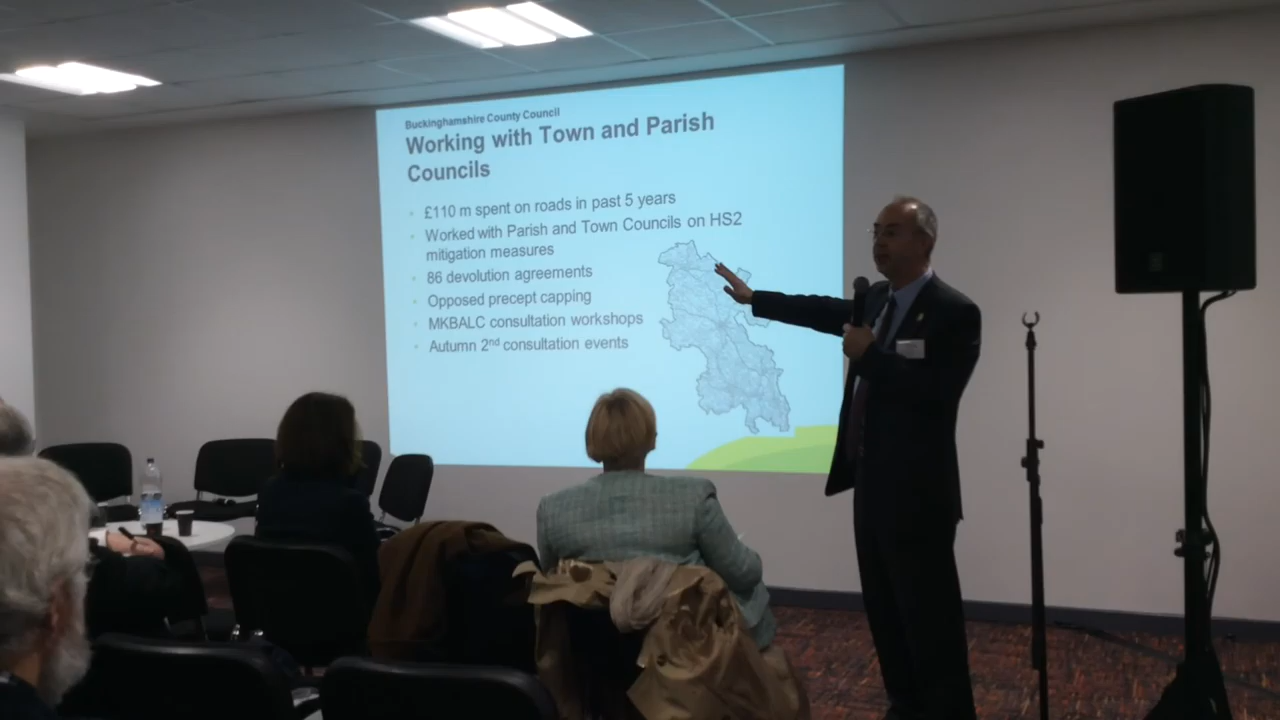 Buckinghamshire County Council
Working with Town and Parish
Councils
£110 m spent on roads in past 5 years
Worked with Parish and Town Councils on HS2
mitigation measures
86 devolution agreements
Opposed precept capping
MKBALC consultation workshops
Autumn 2nd consultation events